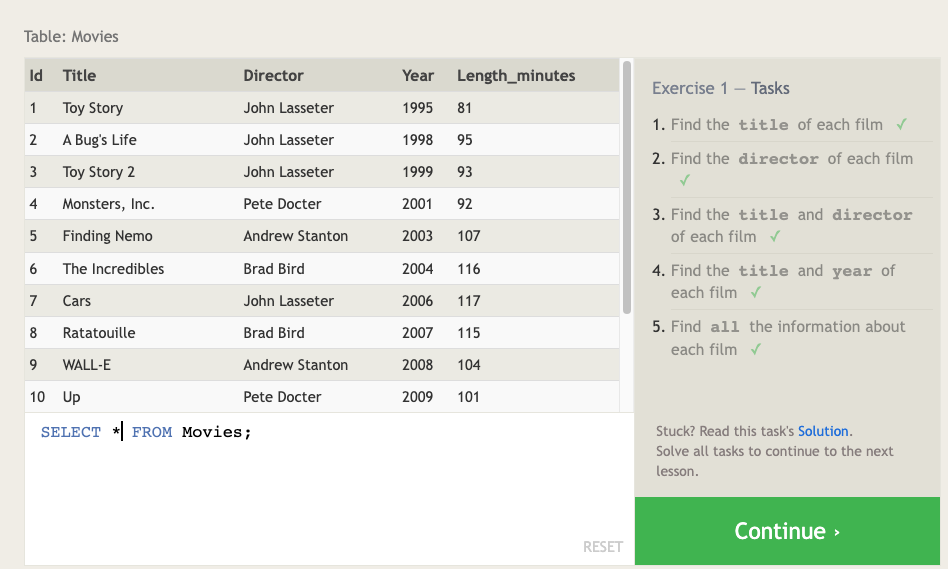 Table: Movies
Id Title Director Year Length_minutes
1 Toy Story John Lasseter 1995 81
2 A Bug's Life John Lasseter 1998 95
3 Toy Story 2 John Lasseter 1999 93
4 Monsters, Inc. Pete Docter 2001 92
5 Finding Nemo Andrew Stanton 2003 107
6 The Incredibles Brad Bird 2004 116
7 Cars John Lasseter 2006 117
8 Ratatouille Brad Bird 2007 115
9 WALL-E Andrew Stanton 2008 104
10 Up Pete Docter 2009 101
SELECT * FROM Movies;
RESET
Exercise 1 — Tasks
1. Find the title of each film ✓
2. Find the director of each film
✓
3. Find the title and director
of each film ✓
4. Find the title and year of
each film ✓
5. Find all the information about
each film ✓
Stuck? Read this task's Solution.
Solve all tasks to continue to the next
lesson.
Continue ›